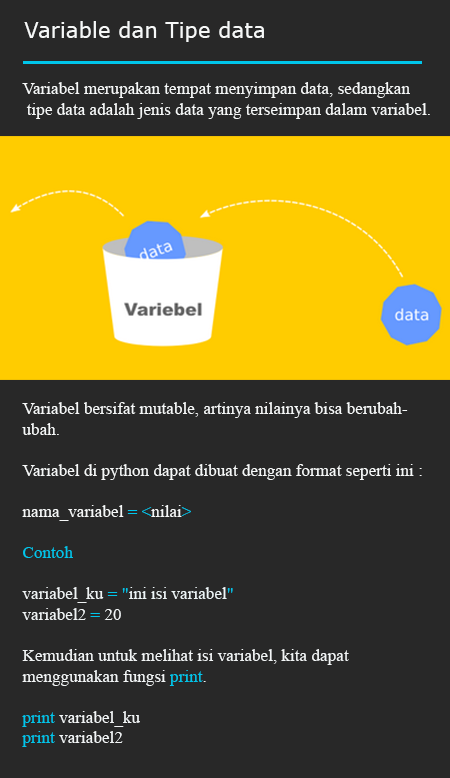 Variable dan Tipe data
Variabel merupakan tempat menyimpan data, sedangkan
tipe data adalah jenis data yang terseimpan dalam variabel.
data
Variebel
data
Variabel bersifat mutable, artinya nilainya bisa berubah-
ubah.
Variabel di python dapat dibuat dengan format seperti ini :
nama_variabel = <nilai>
Contoh
variabel_ku = "ini isi variabel"
variabel2 = 20
Kemudian untuk melihat isi variabel, kita dapat
menggunakan fungsi print.
print variabel_ku
print variabel2